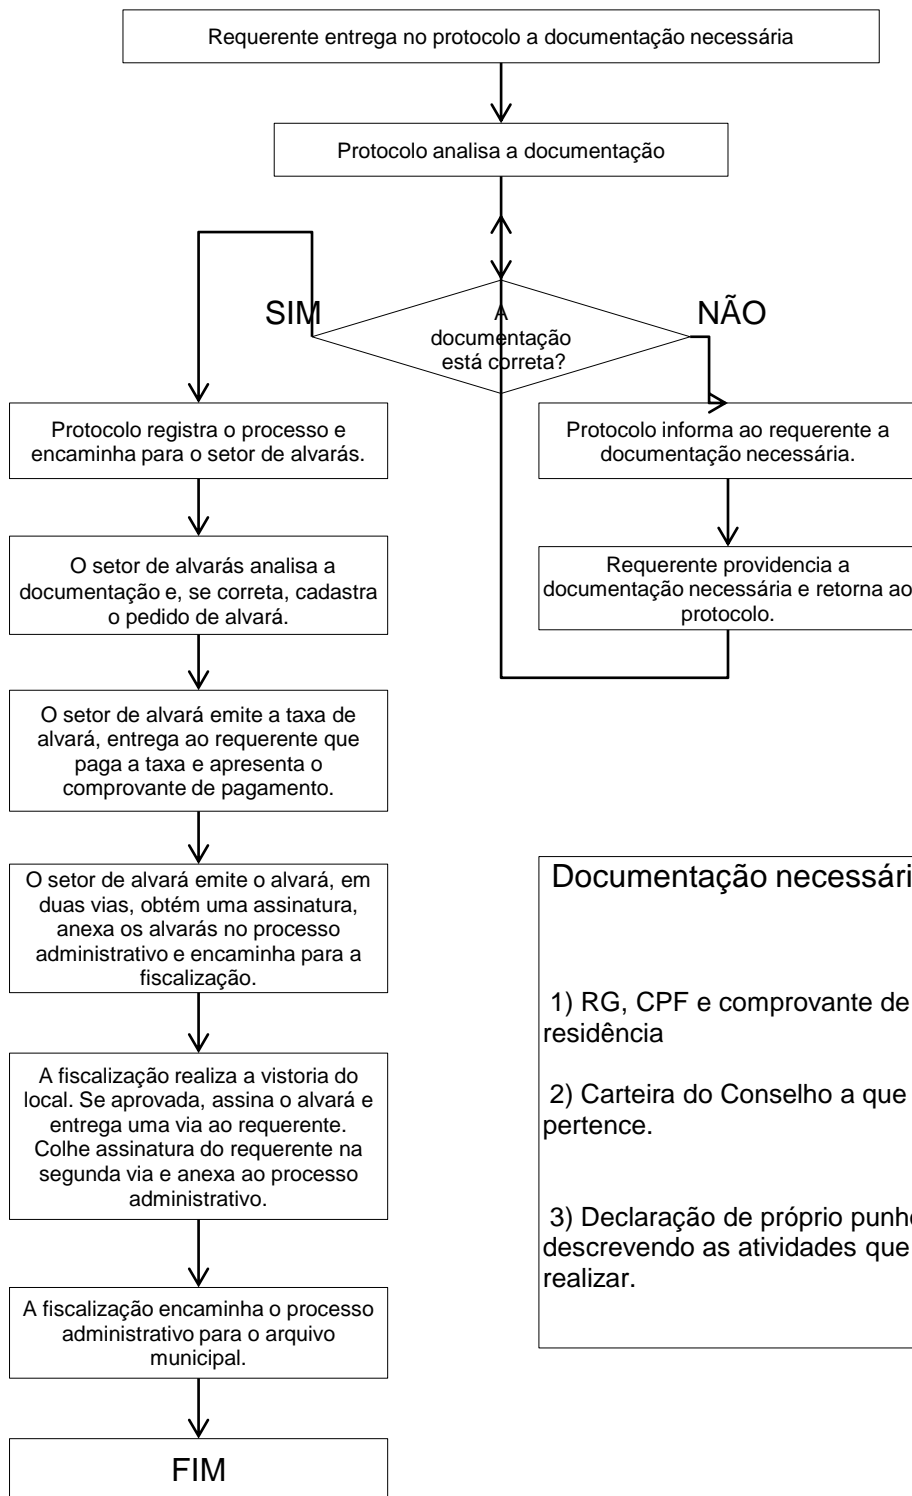 Requerente entrega no protocolo a documentação necessária
Protocolo analisa a documentação
SIM
A
documentação
está correta?
NÃO
Protocolo registra o processo e
encaminha para o setor de alvarás.
Protocolo informa ao requerente a
documentação necessária.
O setor de alvarás analisa a
documentação e, se correta, cadastra
o pedido de alvará.
Requerente providencia a
documentação necessária e retorna ao
protocolo.
O setor de alvará emite a taxa de
alvará, entrega ao requerente que
paga a taxa e apresenta o
comprovante de pagamento.
O setor de alvará emite o alvará, em
duas vias, obtém uma assinatura,
anexa os alvarás no processo
administrativo e encaminha para a
fiscalização.
A fiscalização realiza a vistoria do
local. Se aprovada, assina o alvará e
entrega uma via ao requerente.
Colhe assinatura do requerente na
segunda via e anexa ao processo
administrativo.
A fiscalização encaminha o processo
administrativo para o arquivo
municipal.
FIM
Documentação necessári
1) RG, CPF e comprovante de
residência
2) Carteira do Conselho a que
pertence.
3) Declaração de próprio punho
descrevendo as atividades que
realizar.